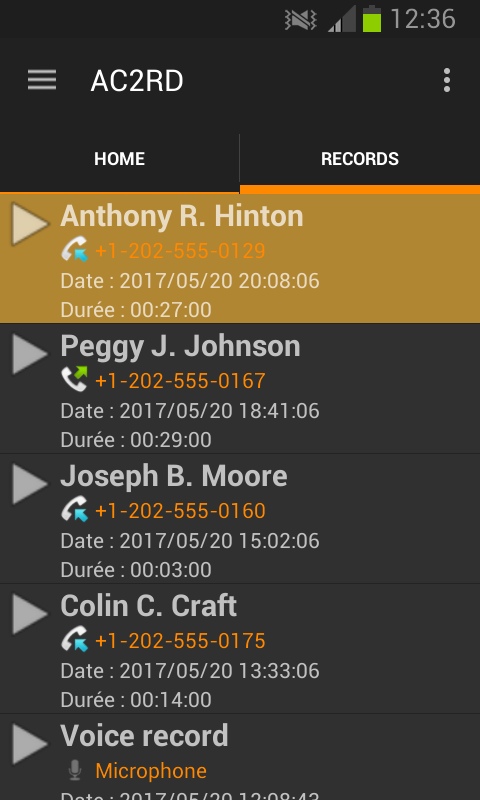 12:36
AC2RD
HOME
RECORDS
Anthony R. Hinton
+1-202-555-0129
Date : 2017/05/20 20:08:06
Durée : 00:27:00
Peggy J. Johnson
+1-202-555-0167
Date : 2017/05/20 18:41:06
Durée : 00:29:00
Joseph B. Moore
+1-202-555-0160
Date : 2017/05/20 15:02:06
Durée : 00:03:00
Colin C. Craft
+1-202-555-0175
Date : 2017/05/20 13:33:06
Durée : 00:14:00
Voice record
Microphone
Date : 2017/05/20 12:08:43